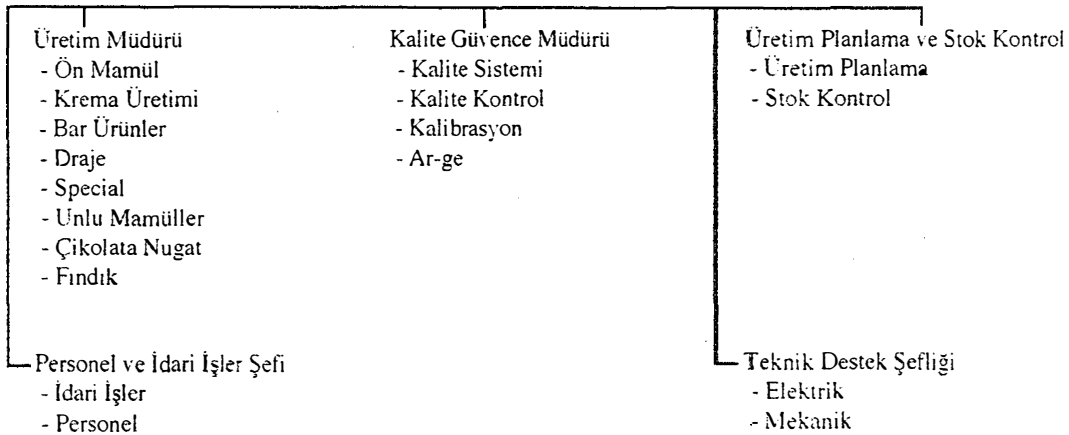 Üretim Müdürü
- Ön Mamül
- Krema Üretimi
- Bar Ürünler
- Draje
- Special
- Unlu Mamüller
- Çikolata Nugat
- Fındık
Kalite Güvence Müdürü
- Kalite Sistemi
- Kalite Kontrol
- Kalibrasyon
- Ar-ge
Üretim Planlama ve Stok Kontrol
- Üretim Planlama
- Stok Kontrol
Personel ve İdari İşler Şefi
- İdari İşler
- Personel
Teknik Destek Şefliği
- Elektrik
- Mekanik